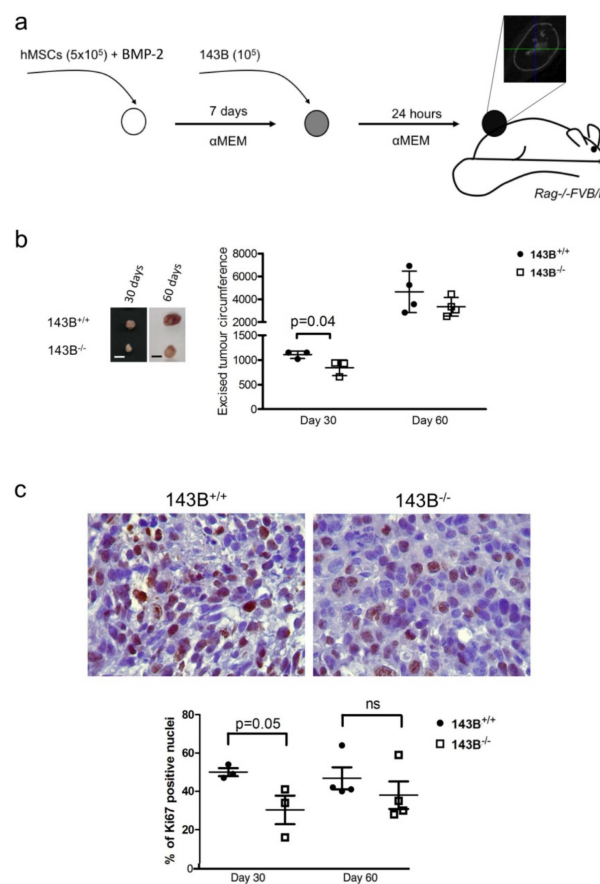 a
hMSCs (5x10⁵) + BMP-2
143B (10⁵)
7 days
αMEM
24 hours
αMEM
Rag-/-FVB/
b
30 days
60 days
143B⁺/⁺
143B⁻/⁻
Excised tumour circumference
8000
6000
4000
2000
1500
1000
500
0
p=0.04
Day 30
Day 60
143B⁺/⁺
143B⁻/⁻
c
143B⁺/⁺
143B⁻/⁻
% of Ki67 positive nuclei
80
60
40
20
0
p=0.05
ns
Day 30
Day 60
143B⁺/⁺
143B⁻/⁻